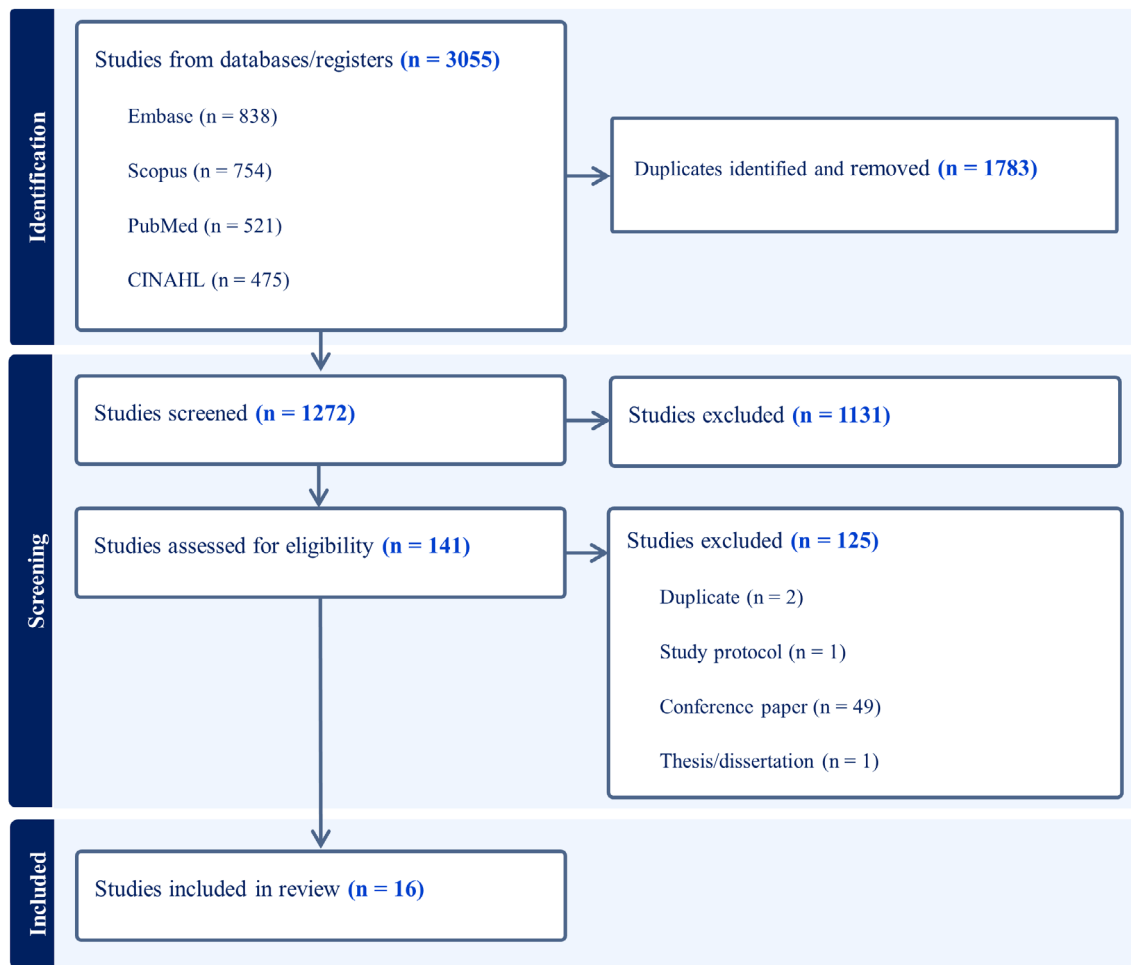 Identification
Studies from databases/registers (n = 3055)
Embase (n = 838)
Scopus (n = 754)
PubMed (n = 521)
CINAHL (n = 475)
Duplicates identified and removed (n = 1783)
Screening
Studies screened (n = 1272)
Studies excluded (n = 1131)
Studies assessed for eligibility (n = 141)
Studies excluded (n = 125)
Duplicate (n = 2)
Study protocol (n = 1)
Conference paper (n = 49)
Thesis/dissertation (n = 1)
Included
Studies included in review (n = 16)